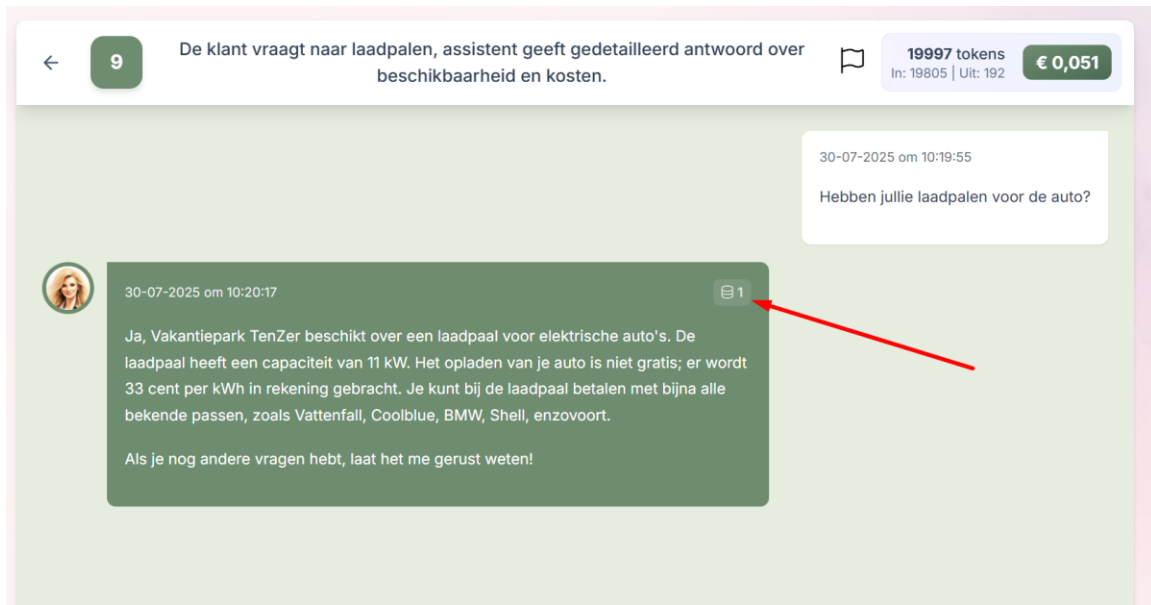 9
De klant vraagt naar laadpalen, assistent geeft gedetailleerd antwoord over
beschikbaarheid en kosten.
19997 tokens
In: 19805 | Uit: 192
€ 0,051
30-07-2025 om 10:19:55
Hebben jullie laadpalen voor de auto?
30-07-2025 om 10:20:17
1
Ja, Vakantiepark TenZer beschikt over een laadpaal voor elektrische auto's. De
laadpaal heeft een capaciteit van 11 kW. Het opladen van je auto is niet gratis; er wordt
33 cent per kWh in rekening gebracht. Je kunt bij de laadpaal betalen met bijna alle
bekende passen, zoals Vattenfall, Coolblue, BMW, Shell, enzovoort.
Als je nog andere vragen hebt, laat het me gerust weten!